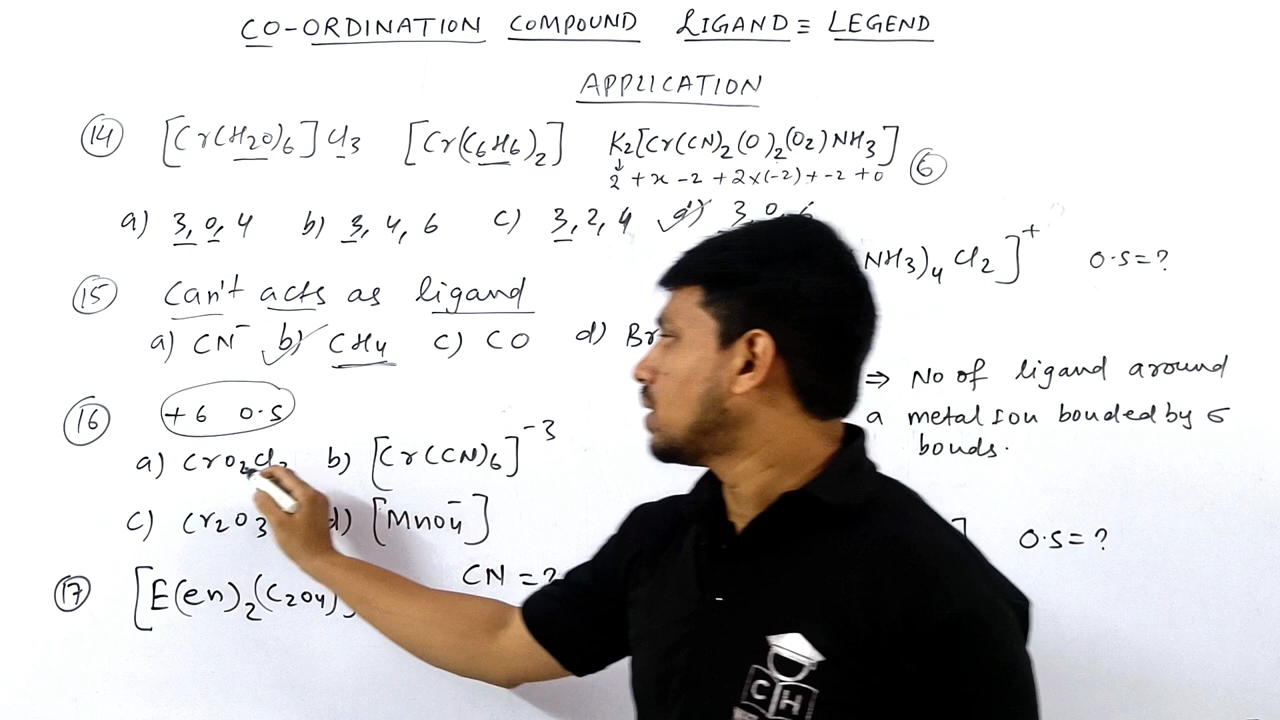 CO-ORDINATION COMPOUND LIGAND ≡ LEGEND
APPLICATION
14 [Cr(H2O)6]Cl3 [Cr(C6H6)2] K2[Cr(CN)2(O)2(O2)NH3] 6
2 + x - 2 + 2x(-2) + -2 + 0
a) 3, 0, 4 b) 3, 4, 6 c) 3, 2, 4 d) 3, 0, 6
NH3)4 Cl2]+ O.S = ?
15 Can't acts as ligand
a) CN- b) CH4 c) CO d) Br
⇒ No of ligand around
a metal Ion bonded by σ
bonds.
16 +6 O.S
a) CrO2Cl2 b) [Cr(CN)6]-3
c) Cr2O3 d) [MnO4-]
] O.S = ?
17 [E(en)2(C2O4)
CN = ?
CH